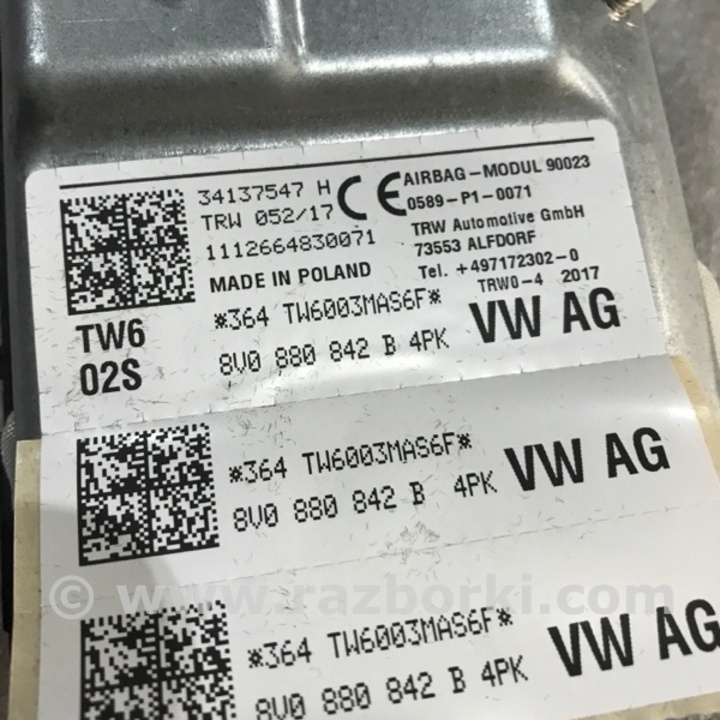 34137547 H
TRW 052/17
1112664830071
MADE IN POLAND
CE
AIRBAG-MODUL 90023
0589-P1-0071
TRW Automotive GmbH
73553 ALFDORF
Tel. +497172302-0
TRW0-4 2017
TW6
02S
*364 TW6003MAS6F*
8V0 880 842 B 4PK
VW AG
*364 TW6003MAS6F*
8V0 880 842 B 4PK
VW AG
© www.razborki.com
*364 TW6003MAS6F*
8V0 880 842 B 4PK
VW AG